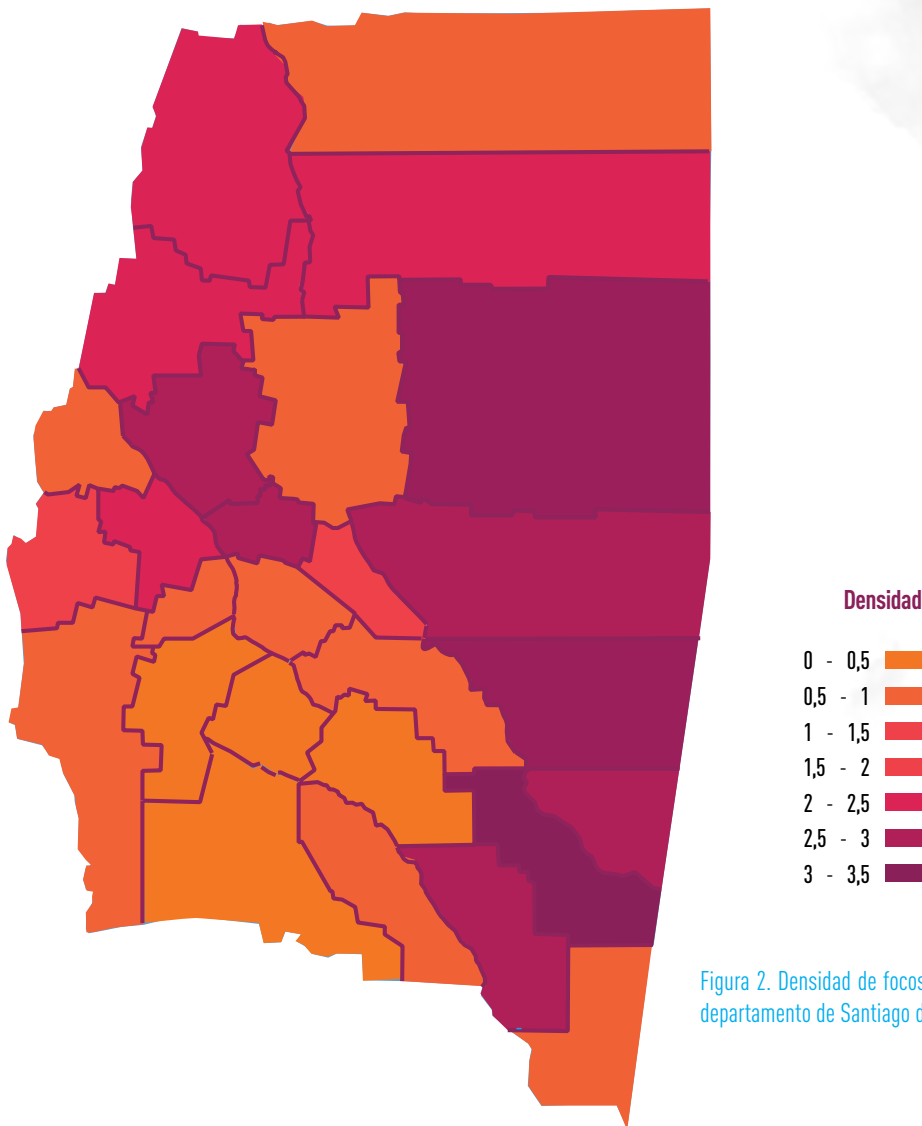 Densidad
0 - 0,5
0,5 - 1
1 - 1,5
1,5 - 2
2 - 2,5
2,5 - 3
3 - 3,5
Figura 2. Densidad de focos
departamento de Santiago d